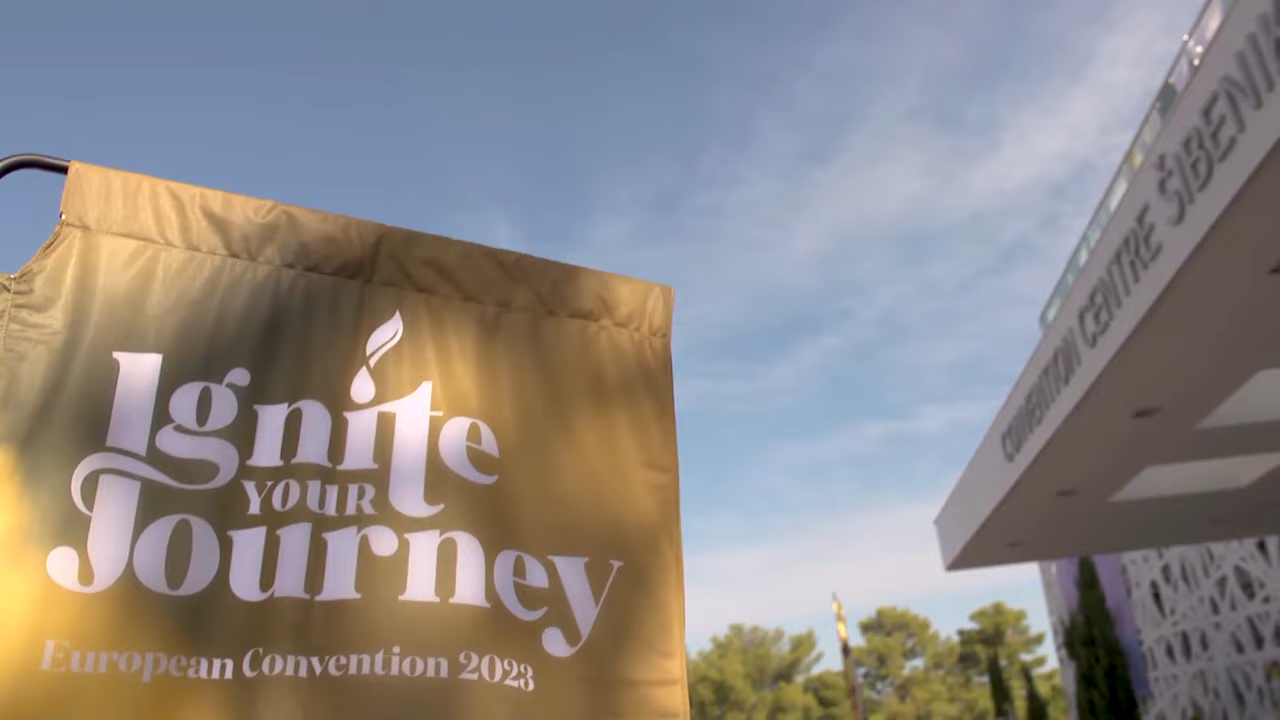 Ignite
YOUR
Journey
European Convention 2023
CONVENTION CENTRE ŠIBENIK